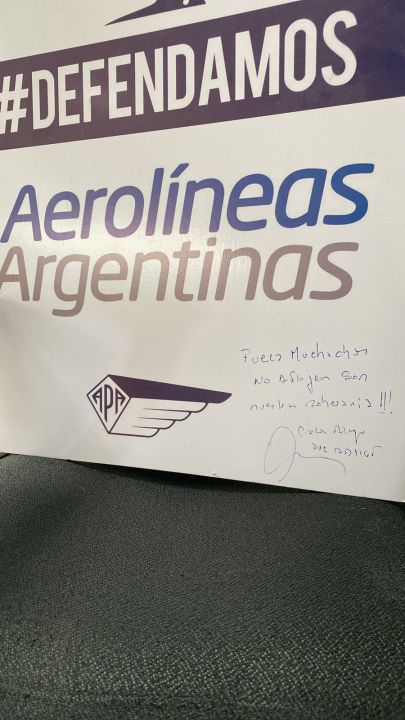 #DEFENDAMOS
Aerolíneas
Argentinas
APA
Fuerza Muchachos
No Aflojen Son
nuestra soberanía !!!